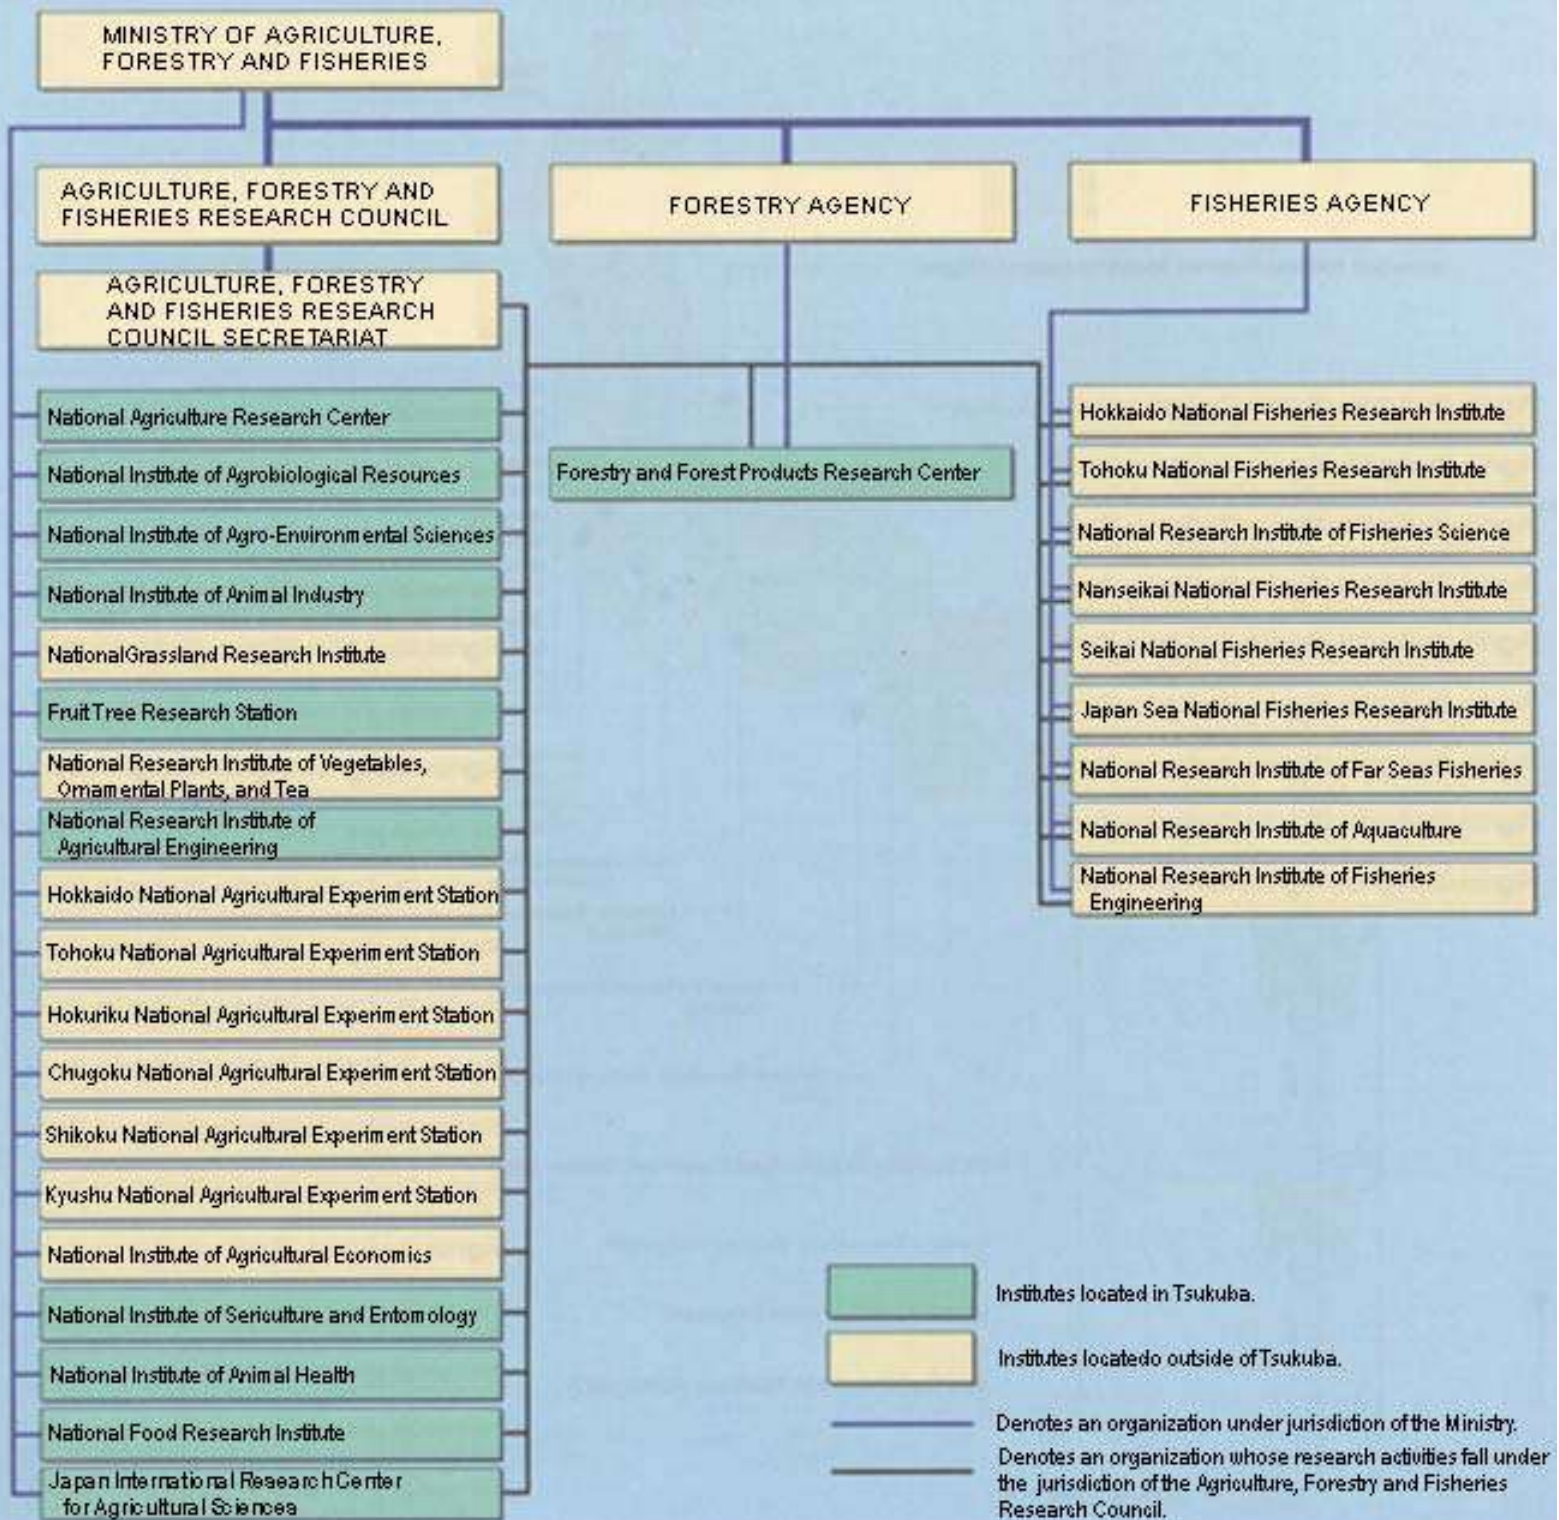 MINISTRY OF AGRICULTURE,
FORESTRY AND FISHERIES
AGRICULTURE, FORESTRY AND
FISHERIES RESEARCH COUNCIL
FORESTRY AGENCY
FISHERIES AGENCY
AGRICULTURE, FORESTRY
AND FISHERIES RESEARCH
COUNCIL SECRETARIAT
National Agriculture Research Center
National Institute of Agrobiological Resources
National Institute of Agro-Environmental Sciences
National Institute of Animal Industry
NationalGrassland Research Institute
Fruit Tree Research Station
National Research Institute of Vegetables,
Ornamental Plants, and Tea
National Research Institute of
Agricultural Engineering
Hokkaido National Agricultural Experiment Station
Tohoku National Agricultural Experiment Station
Hokuriku National Agricultural Experiment Station
Chugoku National Agricultural Experiment Station
Shikoku National Agricultural Experiment Station
Kyushu National Agricultural Experiment Station
National Institute of Agricultural Economics
National Institute of Sericulture and Entomology
National Institute of Animal Health
National Food Research Institute
Japan International Research Center
for Agricultural Sciences
Forestry and Forest Products Research Center
Hokkaido National Fisheries Research Institute
Tohoku National Fisheries Research Institute
National Research Institute of Fisheries Science
Nanseikai National Fisheries Research Institute
Seikai National Fisheries Research Institute
Japan Sea National Fisheries Research Institute
National Research Institute of Far Seas Fisheries
National Research Institute of Aquaculture
National Research Institute of Fisheries
Engineering
Institutes located in Tsukuba.
Institutes locatedo outside of Tsukuba.
Denotes an organization under jurisdiction of the Ministry.
Denotes an organization whose research activities fall under
the jurisdiction of the Agriculture, Forestry and Fisheries
Research Council.